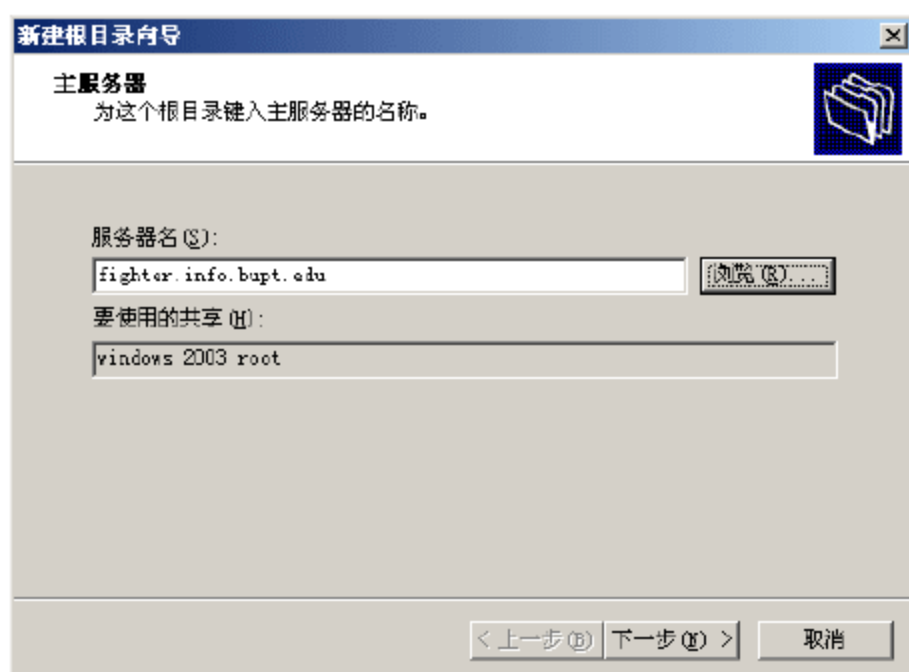 新建根目录向导
主服务器
为这个根目录键入主服务器的名称。
服务器名(S):
fighter.info.bupt.edu
浏览(R)...
要使用的共享(H):
windows 2003 root
< 上一步(B)
下一步(N) >
取消